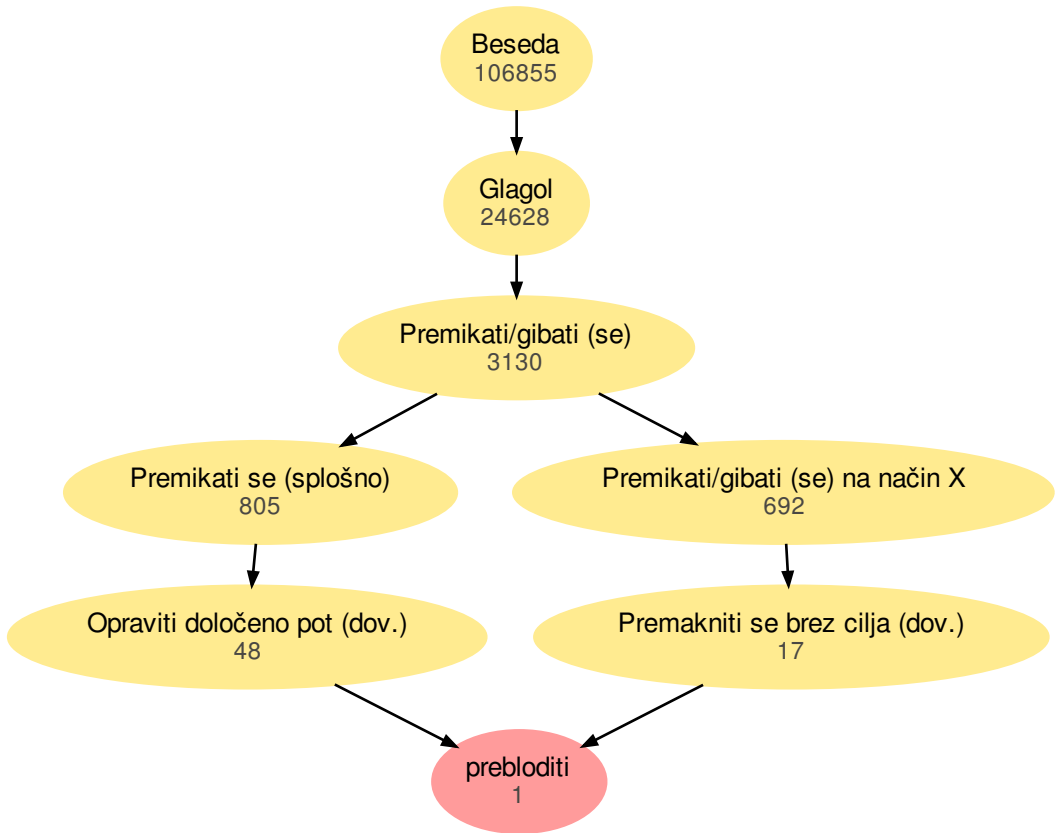 Beseda
106855
Glagol
24628
Premikati/gibati (se)
3130
Premikati se (splošno)
805
Premikati/gibati (se) na način X
692
Opraviti določeno pot (dov.)
48
Premakniti se brez cilja (dov.)
17
prebloditi
1